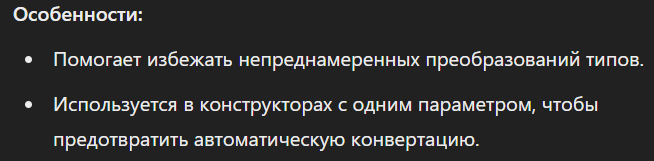 Особенности:
• Помогает избежать непреднамеренных преобразований типов.
• Используется в конструкторах с одним параметром, чтобы
предотвратить автоматическую конвертацию.